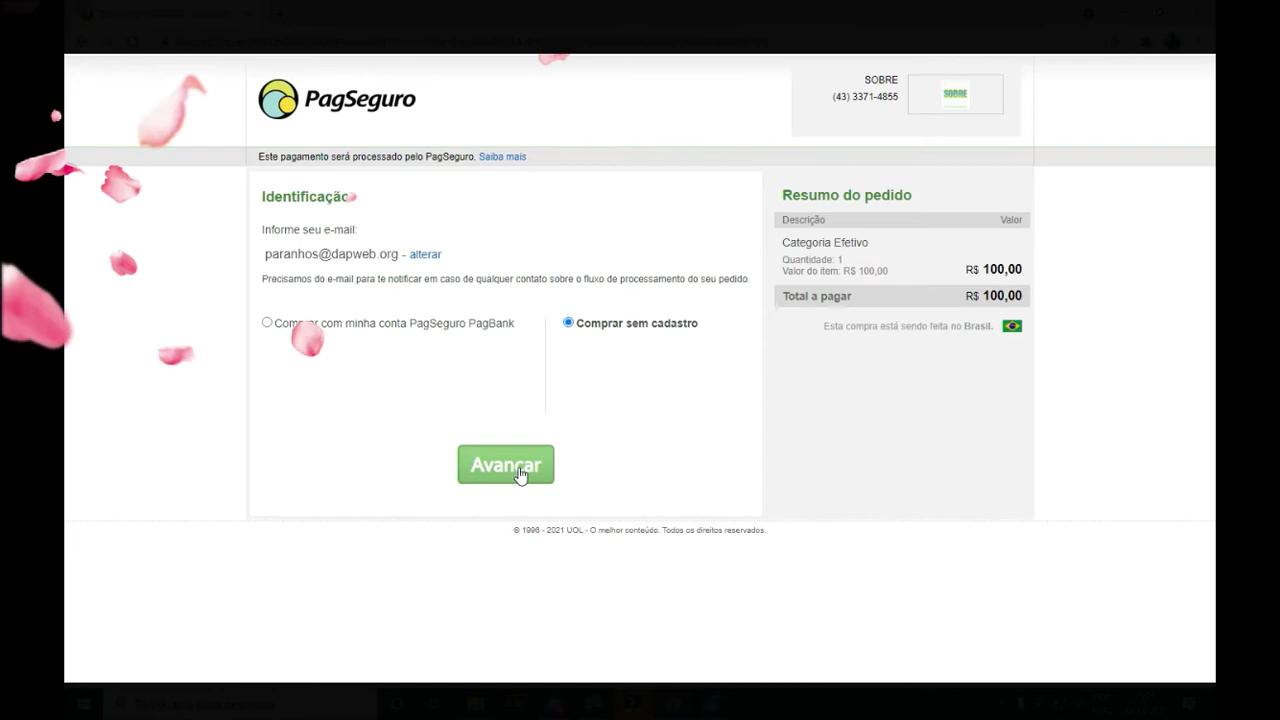 PagSeguro
SOBRE
(43) 3371-4855
SOBRE
Este pagamento será processado pelo PagSeguro. Saiba mais
Identificação
Informe seu e-mail:
paranhos@dapweb.org - alterar
Precisamos do e-mail para te notificar em caso de qualquer contato sobre o fluxo de processamento do seu pedido.
Comprar com minha conta PagSeguro PagBank
Comprar sem cadastro
Avançar
Resumo do pedido
Descrição Valor
Categoria Efetivo
Quantidade: 1
Valor do item: R$ 100,00 R$ 100,00
Total a pagar R$ 100,00
Esta compra está sendo feita no Brasil.
© 1996 - 2021 UOL - O melhor conteúdo. Todos os direitos reservados.